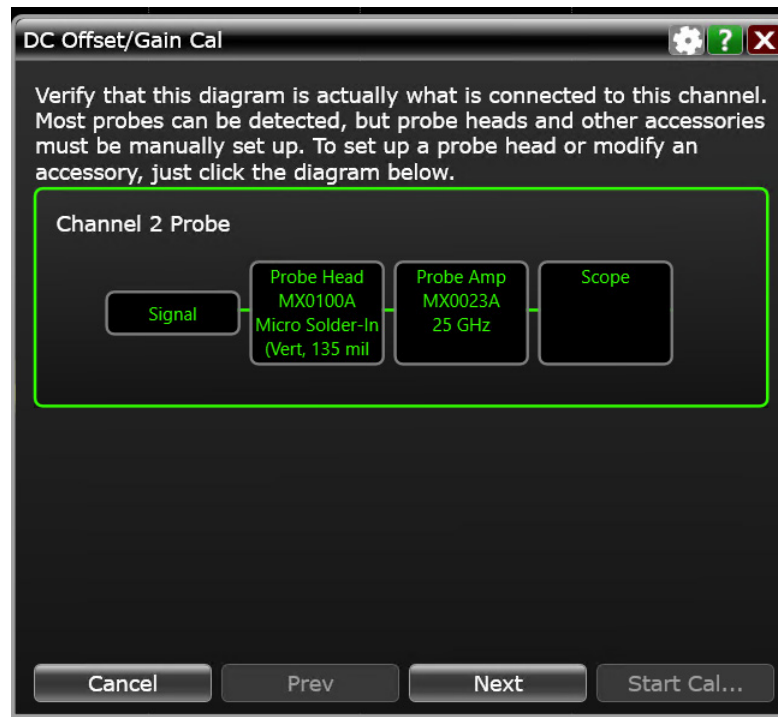 DC Offset/Gain Cal
?
X
Verify that this diagram is actually what is connected to this channel.
Most probes can be detected, but probe heads and other accessories
must be manually set up. To set up a probe head or modify an
accessory, just click the diagram below.
Channel 2 Probe
Signal
Probe Head
MX0100A
Micro Solder-In
(Vert, 135 mil
Probe Amp
MX0023A
25 GHz
Scope
Cancel
Prev
Next
Start Cal...